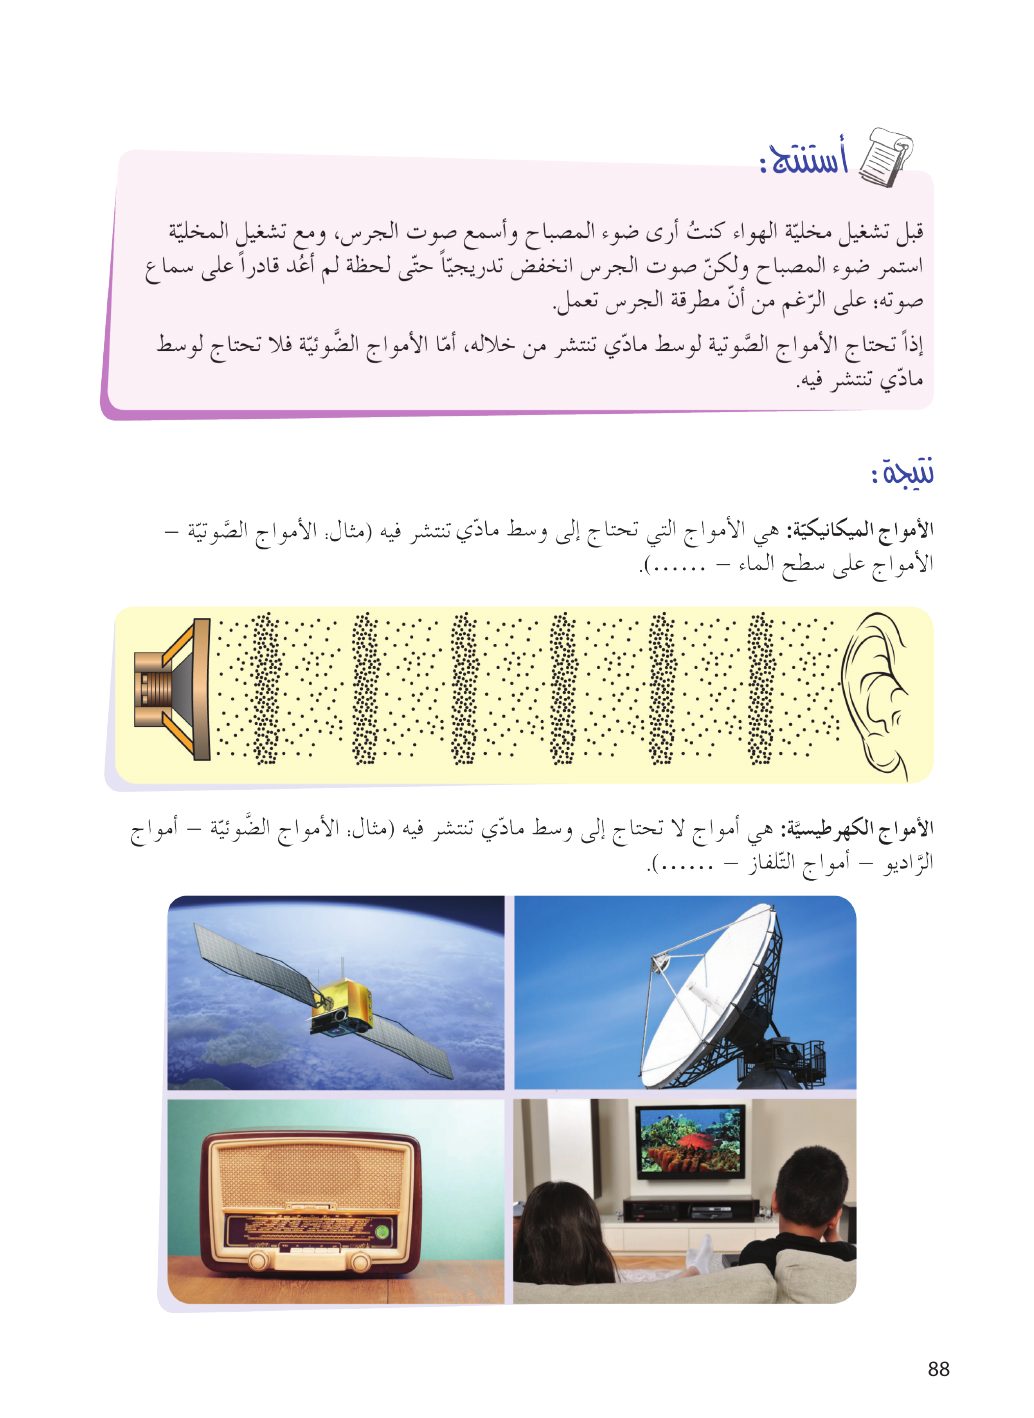 أستنتج:
قبل تشغيل مخليّة الهواء كنتُ أرى ضوء المصباح وأسمع صوت الجرس، ومع تشغيل المخليّة
استمر ضوء المصباح ولكنّ صوت الجرس انخفض تدريجيّاً حتّى لحظة لم أعُد قادراً على سماع
صوته؛ على الرّغم من أنّ مطرقة الجرس تعمل.
إذاً تحتاج الأمواج الصَّوتية لوسط مادّي تنتشر من خلاله، أمّا الأمواج الضَّوئيّة فلا تحتاج لوسط
مادّي تنتشر فيه.
نتيجة:
الأمواج الميكانيكيّة: هي الأمواج التي تحتاج إلى وسط مادّي تنتشر فيه (مثال: الأمواج الصَّوتيّة –
الأمواج على سطح الماء – ......).
الأمواج الكهرطيسيَّة: هي أمواج لا تحتاج إلى وسط مادّي تنتشر فيه (مثال: الأمواج الضَّوئيّة – أمواج
الرَّاديو – أمواج التّلفاز – ......).
88